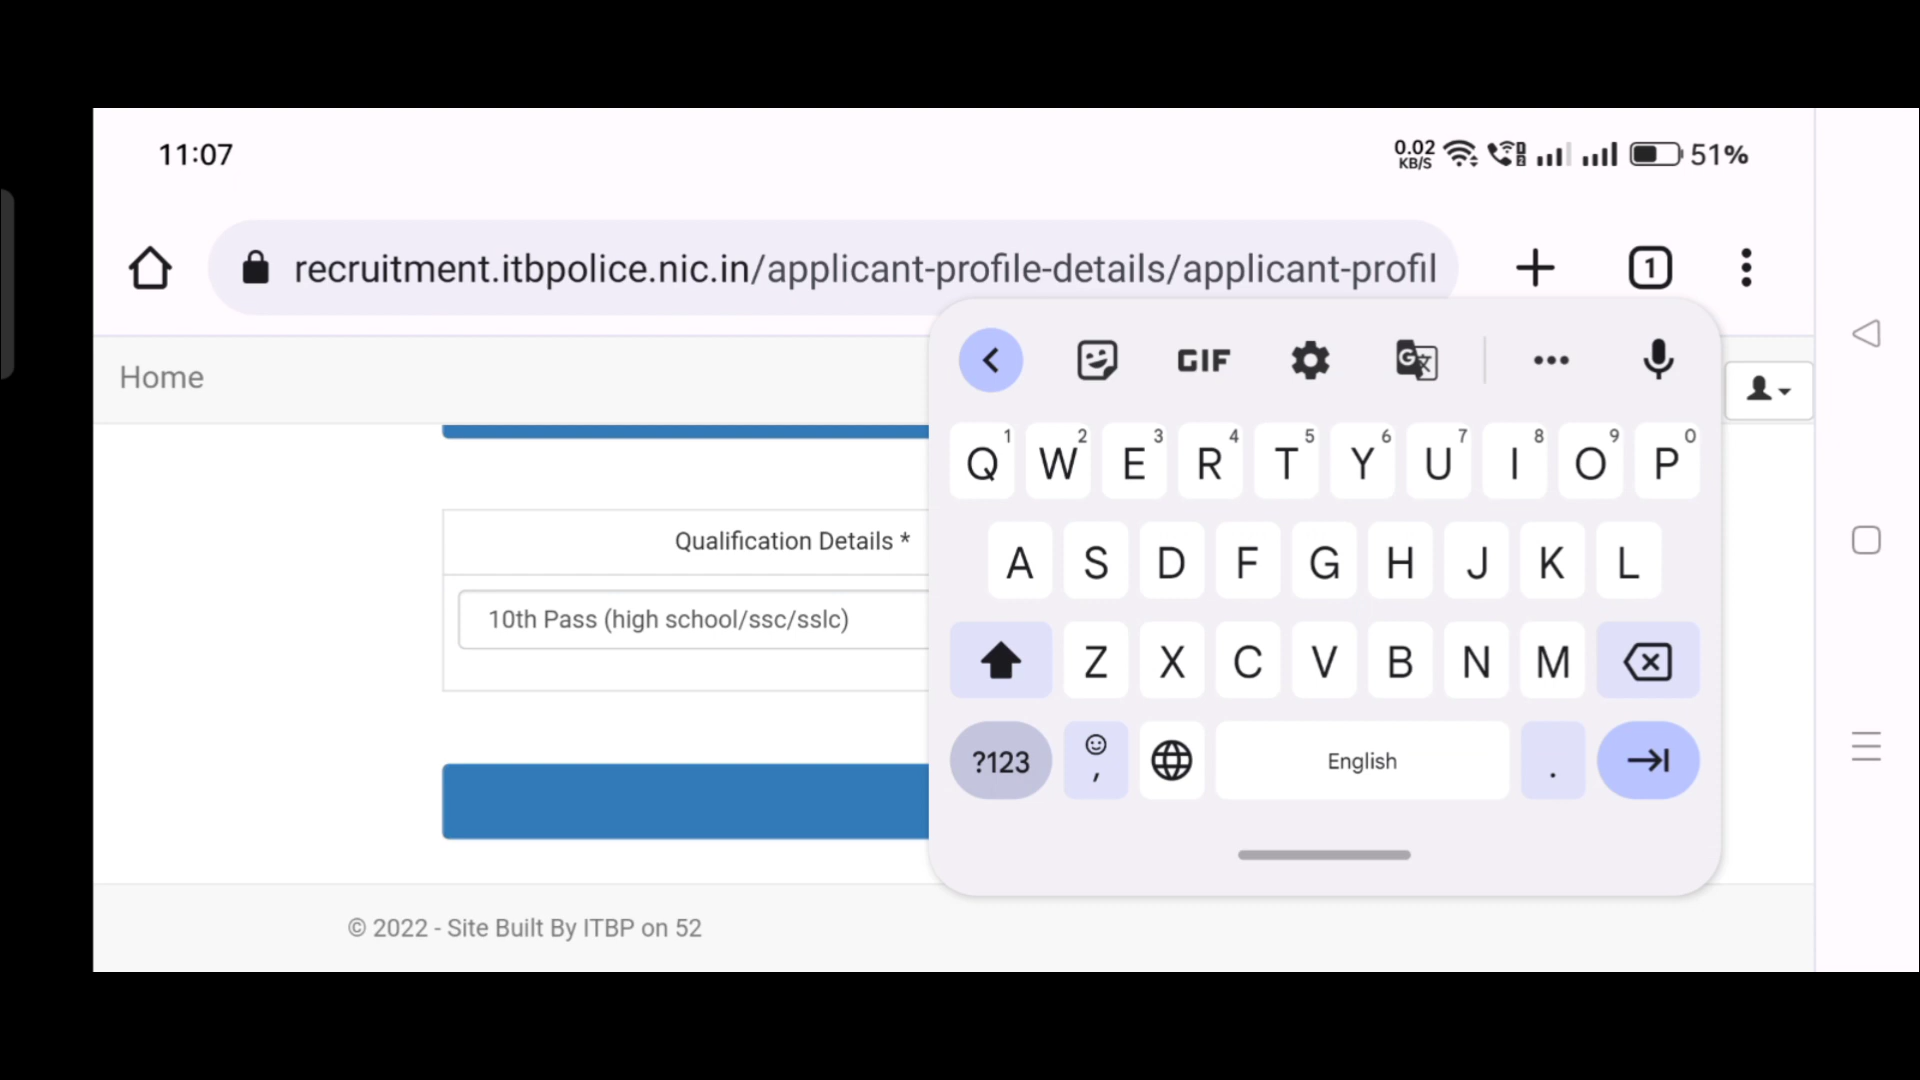 11:07
0.02 KB/S 51%
recruitment.itbpolice.nic.in/applicant-profile-details/applicant-profil
1
Home
GIF
G
Q 1 W 2 E 3 R 4 T 5 Y 6 U 7 I 8 O 9 P 0
Qualification Details *
A S D F G H J K L
10th Pass (high school/ssc/sslc)
Z X C V B N M
?123 , English .
© 2022 - Site Built By ITBP on 52